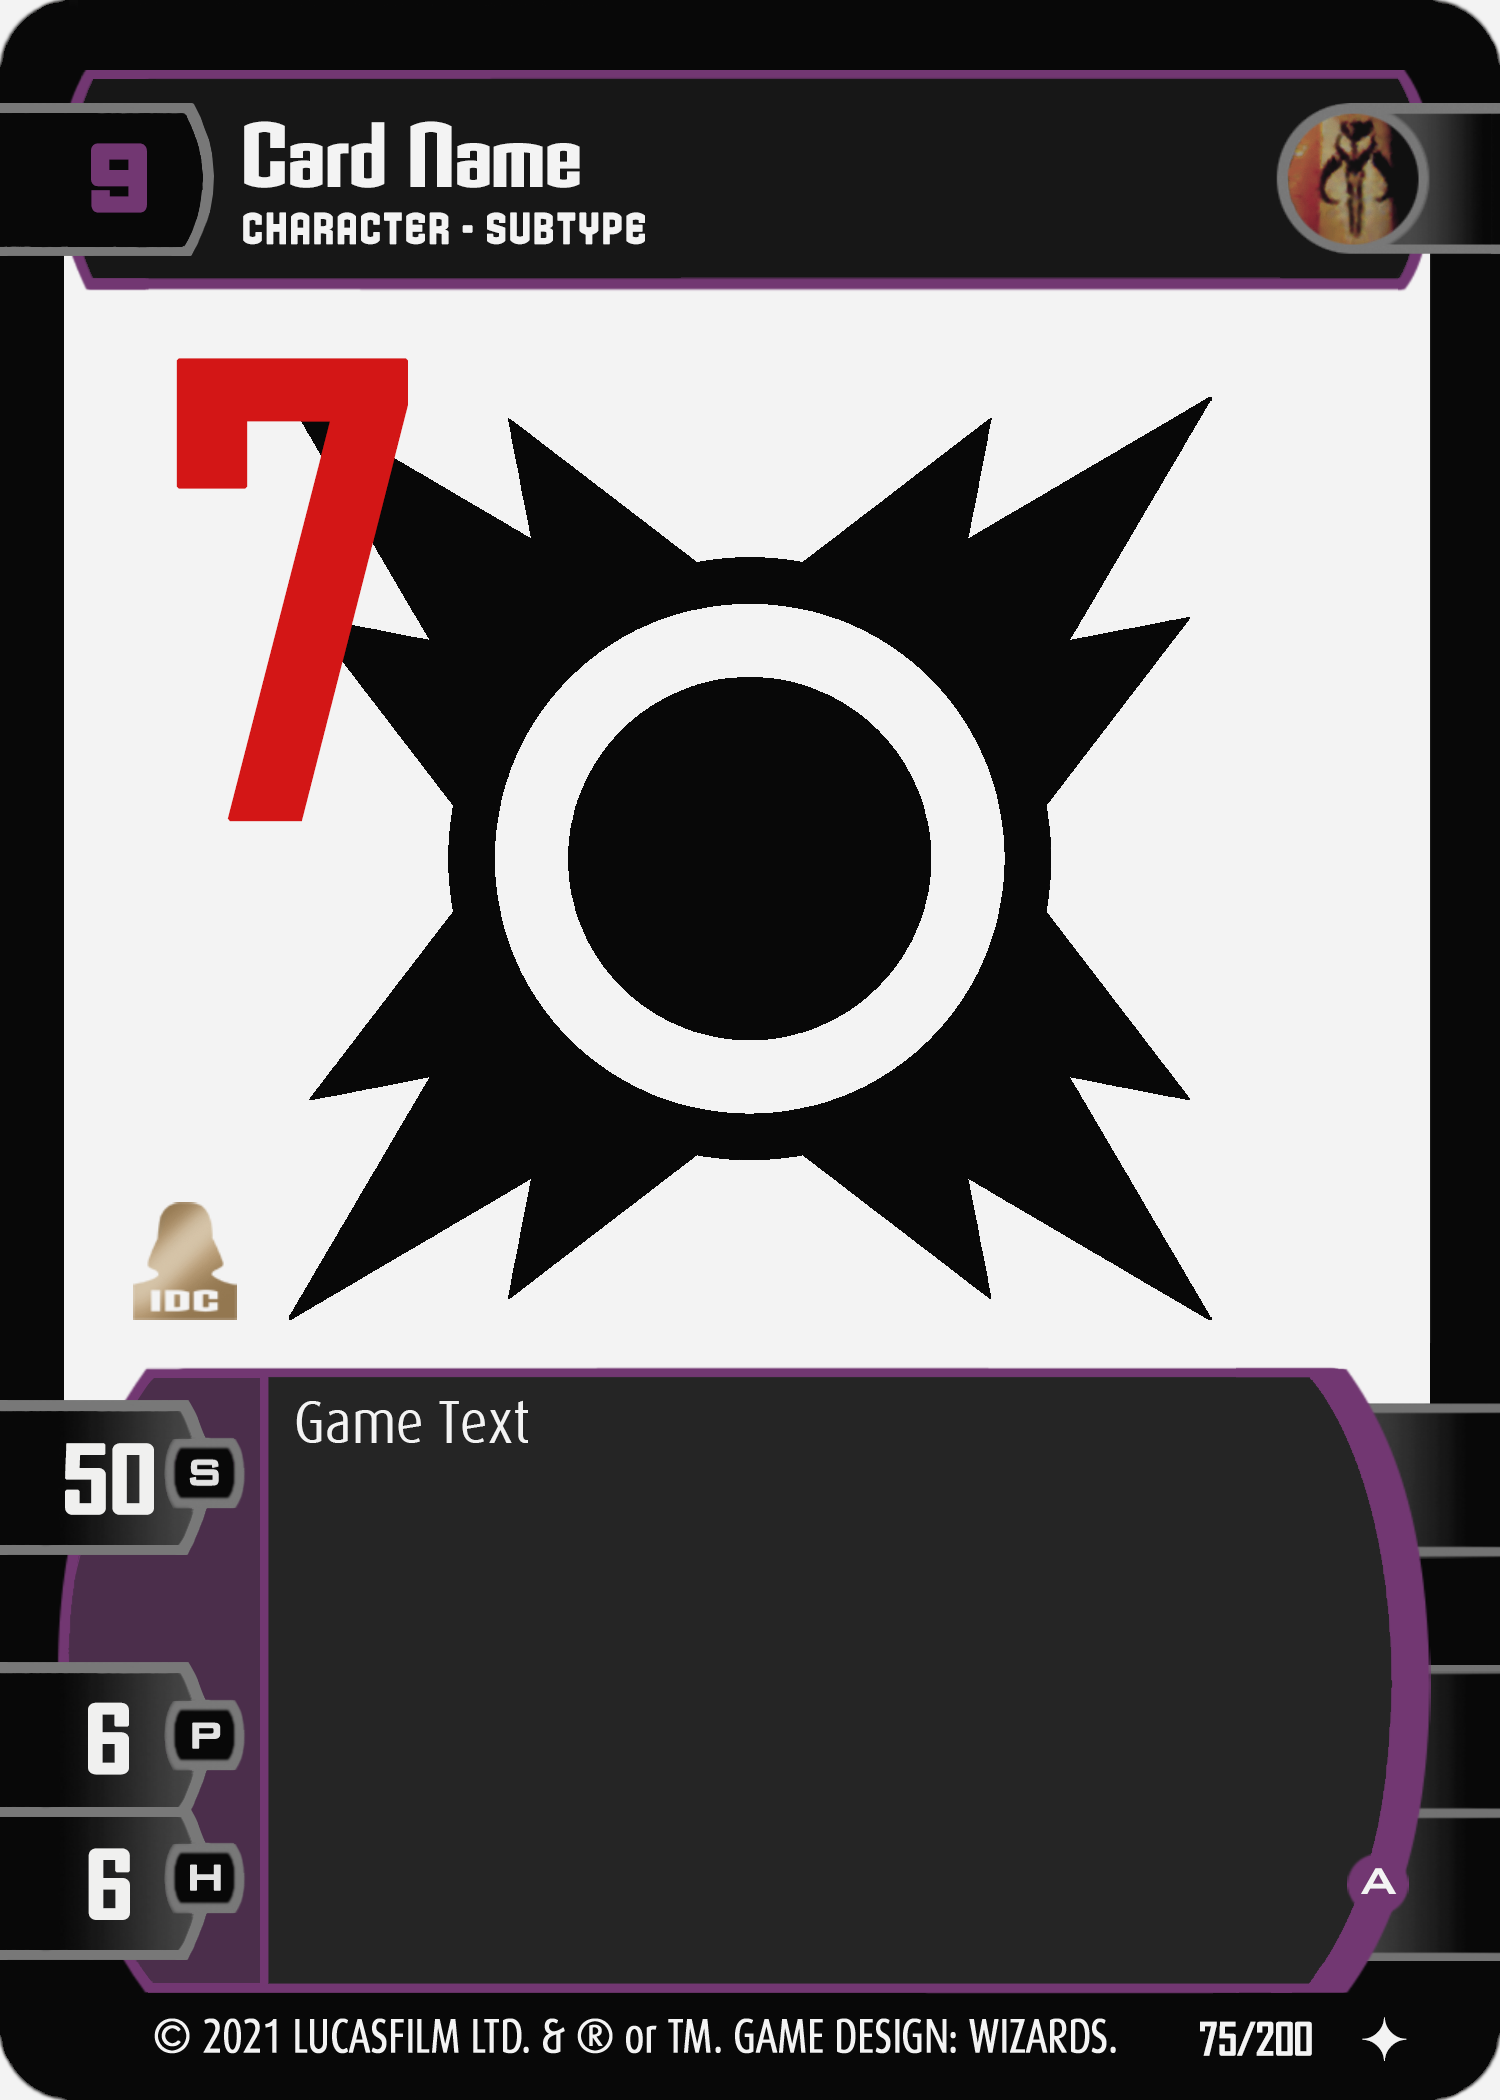 9
Card Name
CHARACTER - SUBTYPE
7
IDC
Game Text
50 S
6 P
6 H
A
© 2021 LUCASFILM LTD. & ® or TM. GAME DESIGN: WIZARDS. 75/200